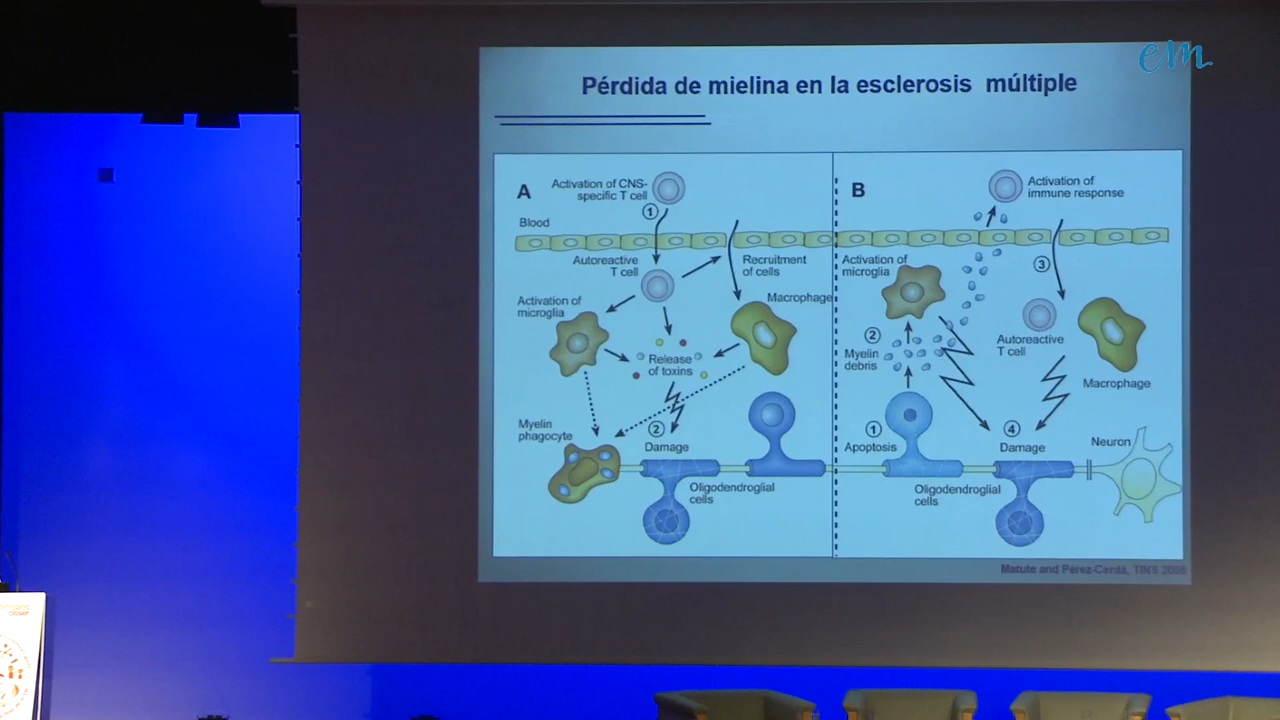 em
Pérdida de mielina en la esclerosis múltiple
A
Activation of CNS-
specific T cell
1
Blood
Autoreactive
T cell
Recruitment
of cells
Activation of
microglia
Macrophage
Release
of toxins
Myelin
phagocyte
2
Damage
Oligodendroglial
cells
B
Activation of
immune response
Activation of
microglia
3
2
Myelin
debris
Autoreactive
T cell
Macrophage
1
Apoptosis
4
Damage
Neuron
Oligodendroglial
cells
Matute and Pérez-Cerdá, TINS